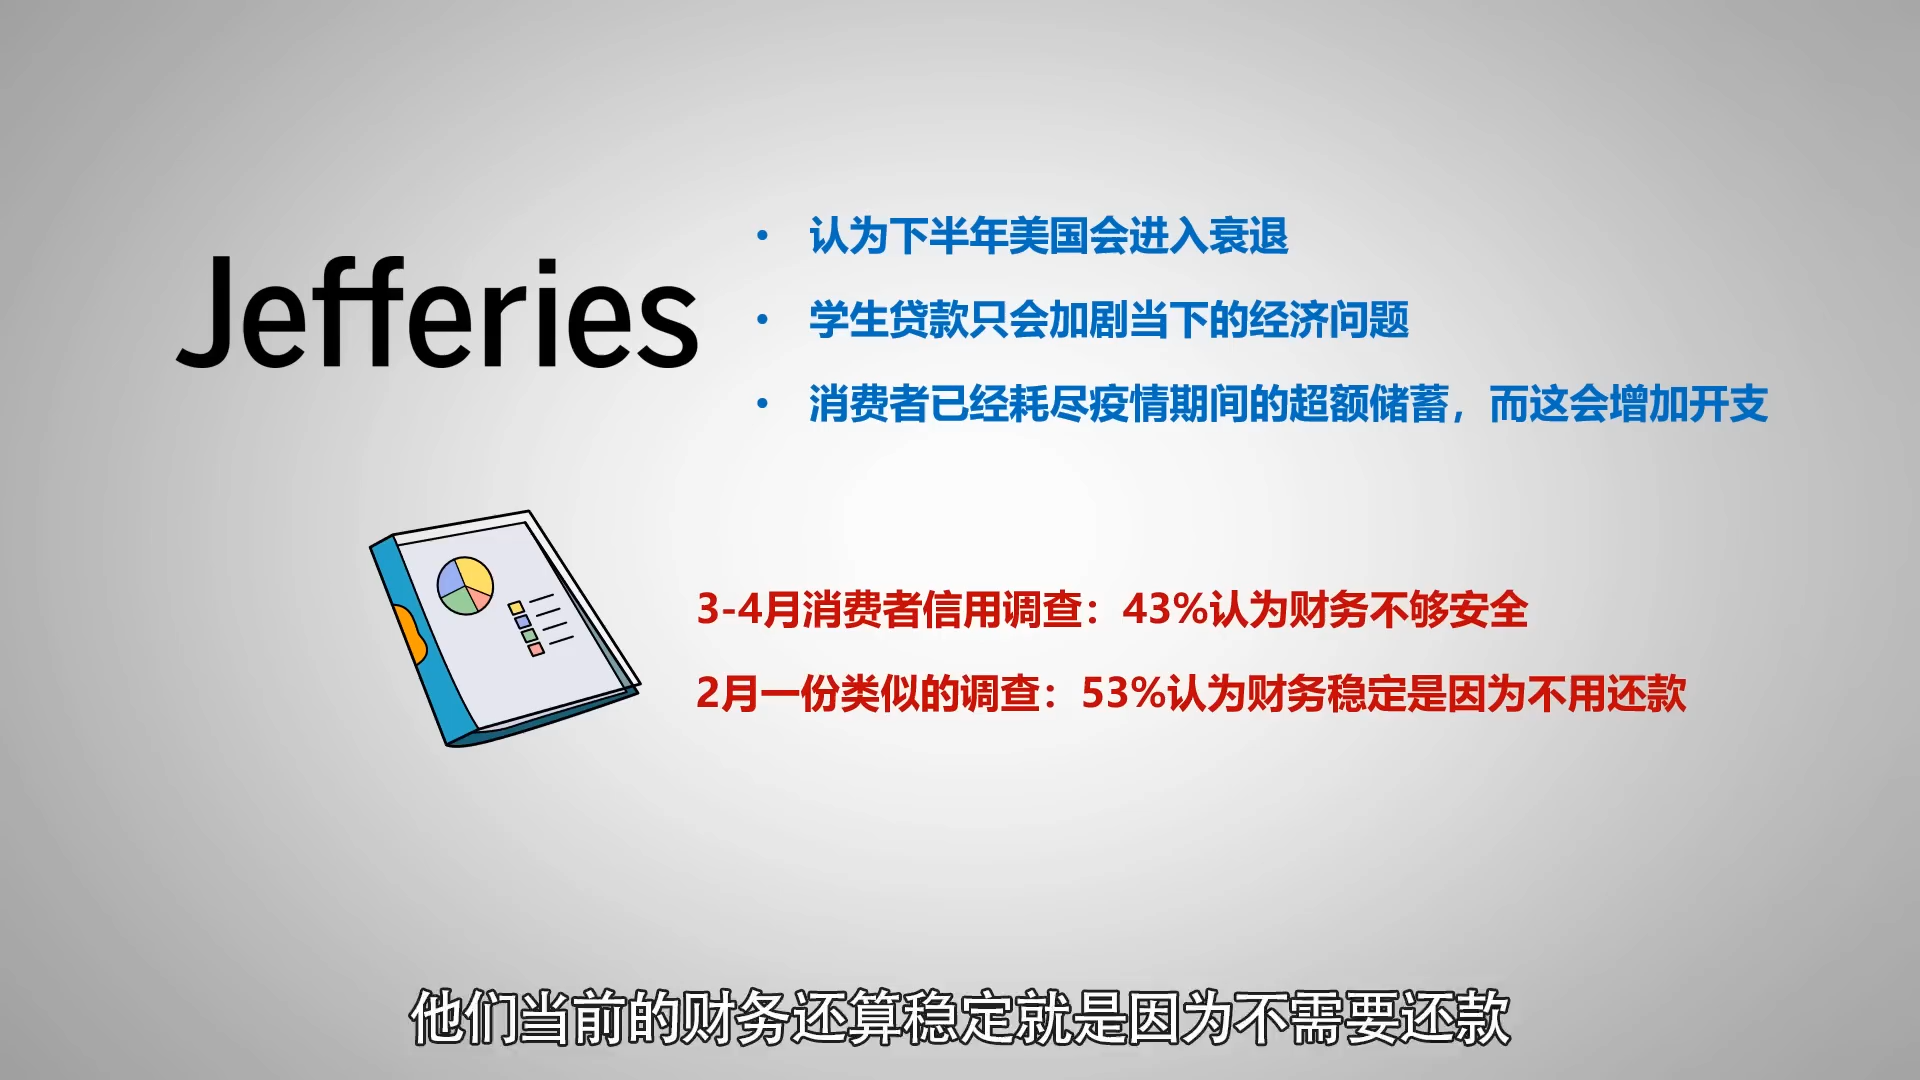 Jefferies
• 认为下半年美国会进入衰退
• 学生贷款只会加剧当下的经济问题
• 消费者已经耗尽疫情期间的超额储蓄，而这会增加开支
3-4月消费者信用调查：43%认为财务不够安全
2月一份类似的调查：53%认为财务稳定是因为不用还款
他们当前的财务还算稳定就是因为不需要还款